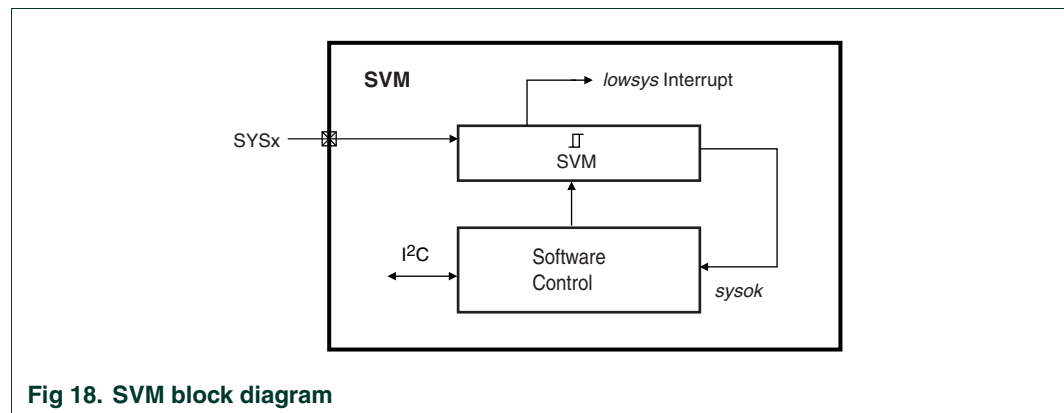 SVM
lowsys Interrupt
SYSx
SVM
I²C
Software
Control
sysok
Fig 18. SVM block diagram